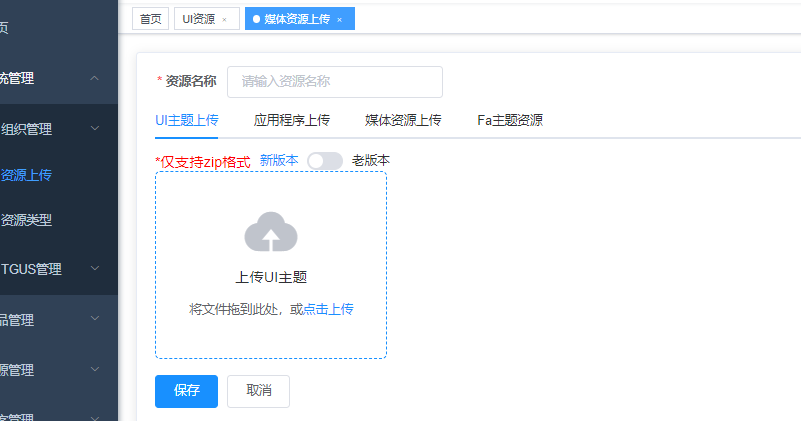 首页 UI资源 × 媒体资源上传 ×
页
统管理
组织管理
资源上传
资源类型
TGUS管理
品管理
源管理
* 资源名称 请输入资源名称
UI主题上传 应用程序上传 媒体资源上传 Fa主题资源
*仅支持zip格式 新版本 老版本
上传UI主题
将文件拖到此处，或点击上传
保存 取消